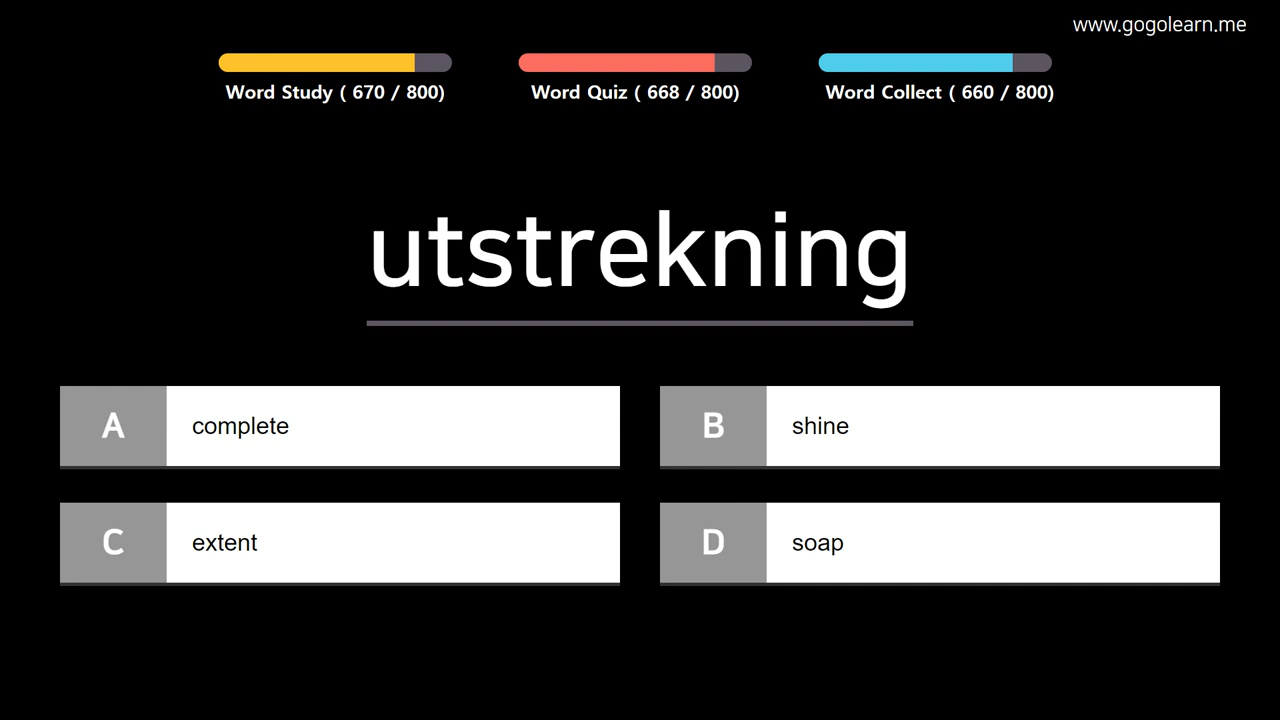 www.gogolearn.me
Word Study ( 670 / 800)
Word Quiz ( 668 / 800)
Word Collect ( 660 / 800)
utstrekning
A complete
B shine
C extent
D soap